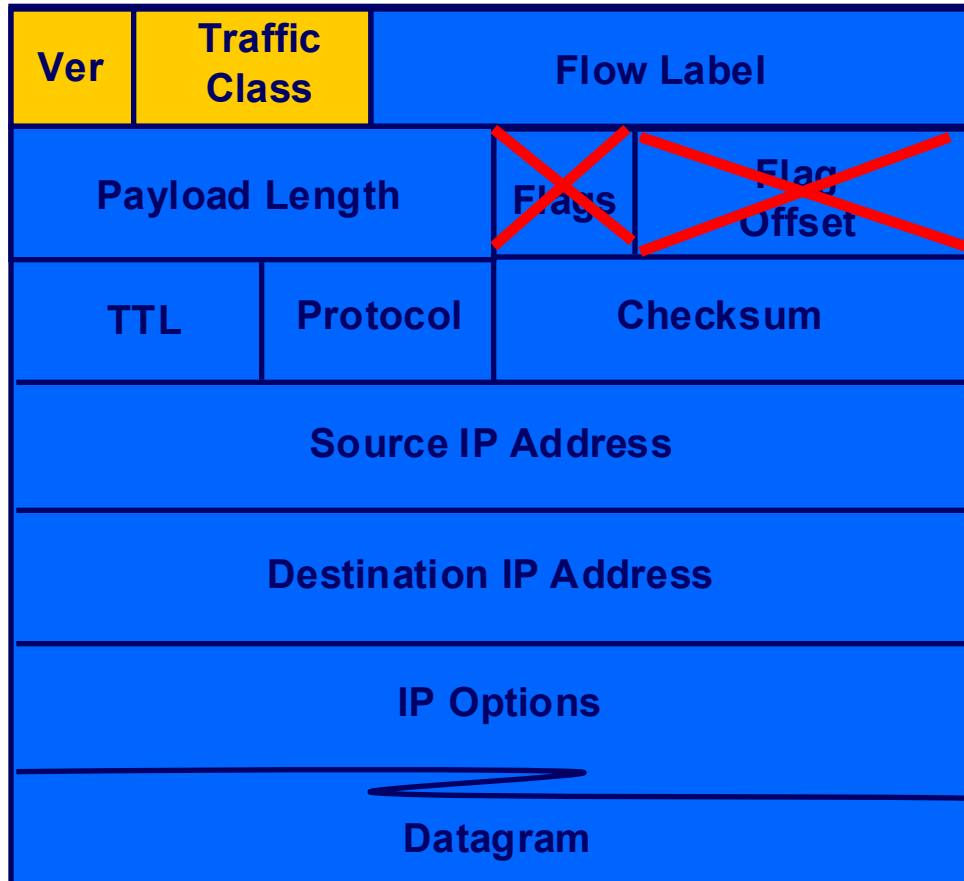 Ver
Traffic
Class
Flow Label
Payload Length
Flags
Flag
Offset
TTL
Protocol
Checksum
Source IP Address
Destination IP Address
IP Options
Datagram